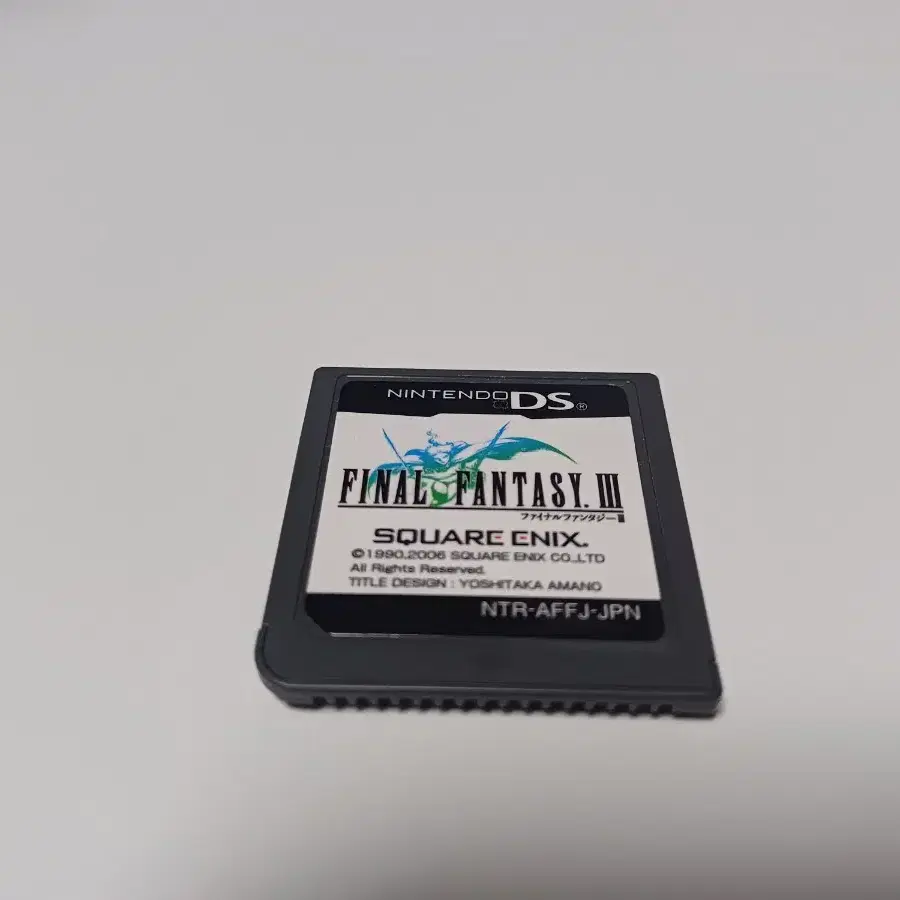 NINTENDO DS®
FINAL FANTASY. III
ファイナルファンタジーIII
SQUARE ENIX.
©1990,2006 SQUARE ENIX CO.,LTD
All Rights Reserved.
TITLE DESIGN : YOSHITAKA AMANO
NTR-AFFJ-JPN